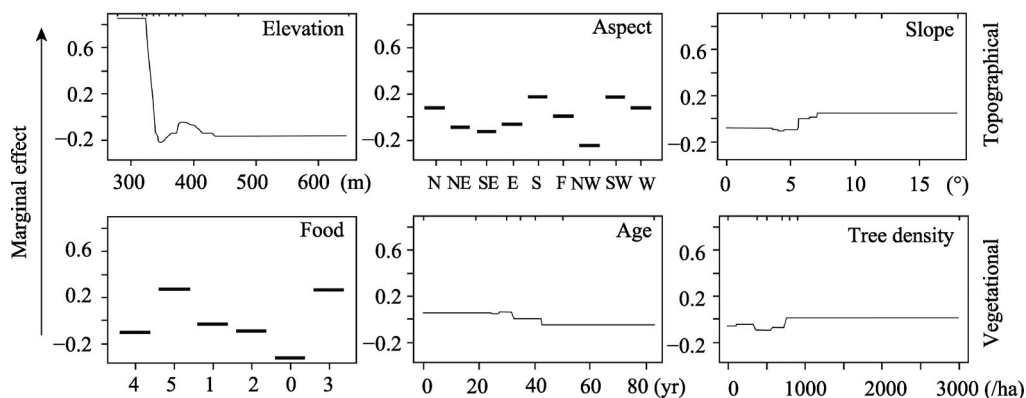 Marginal effect
Elevation
0.6
0.2
−0.2
300 400 500 600 (m)
Aspect
0.6
0.2
−0.2
N NE SE E S F NW SW W
Slope
0.6
0.2
−0.2
0 5 10 15 (°)
Topographical
Food
0.6
0.2
−0.2
4 5 1 2 0 3
Age
0.6
0.2
−0.2
0 20 40 60 80 (yr)
Tree density
0.6
0.2
−0.2
0 1000 2000 3000 (/ha)
Vegetational